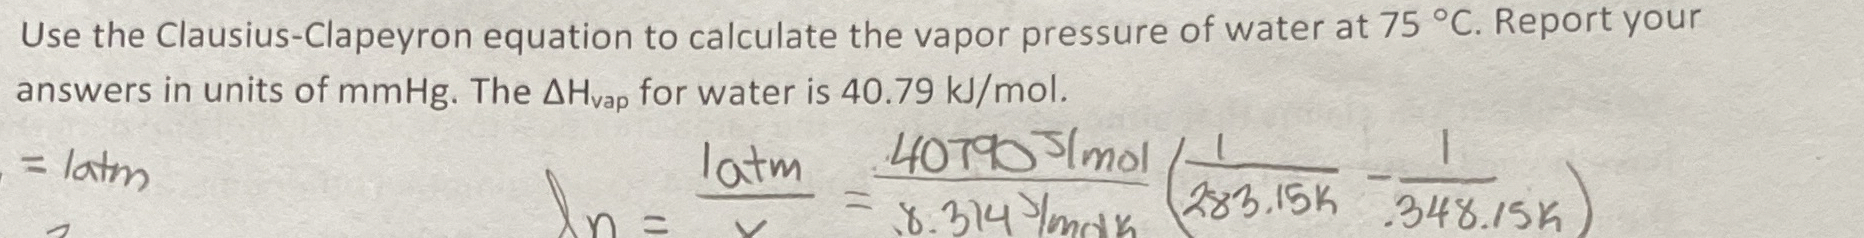 Use the Clausius-Clapeyron equation to calculate the vapor pressure of water at 75 °C. Report your
answers in units of mmHg. The ΔHvap for water is 40.79 kJ/mol.
= 1atm
ln = 1atm/x = 40790 J/mol / 8.314 J/molK (1/283.15K - 1/348.15K)